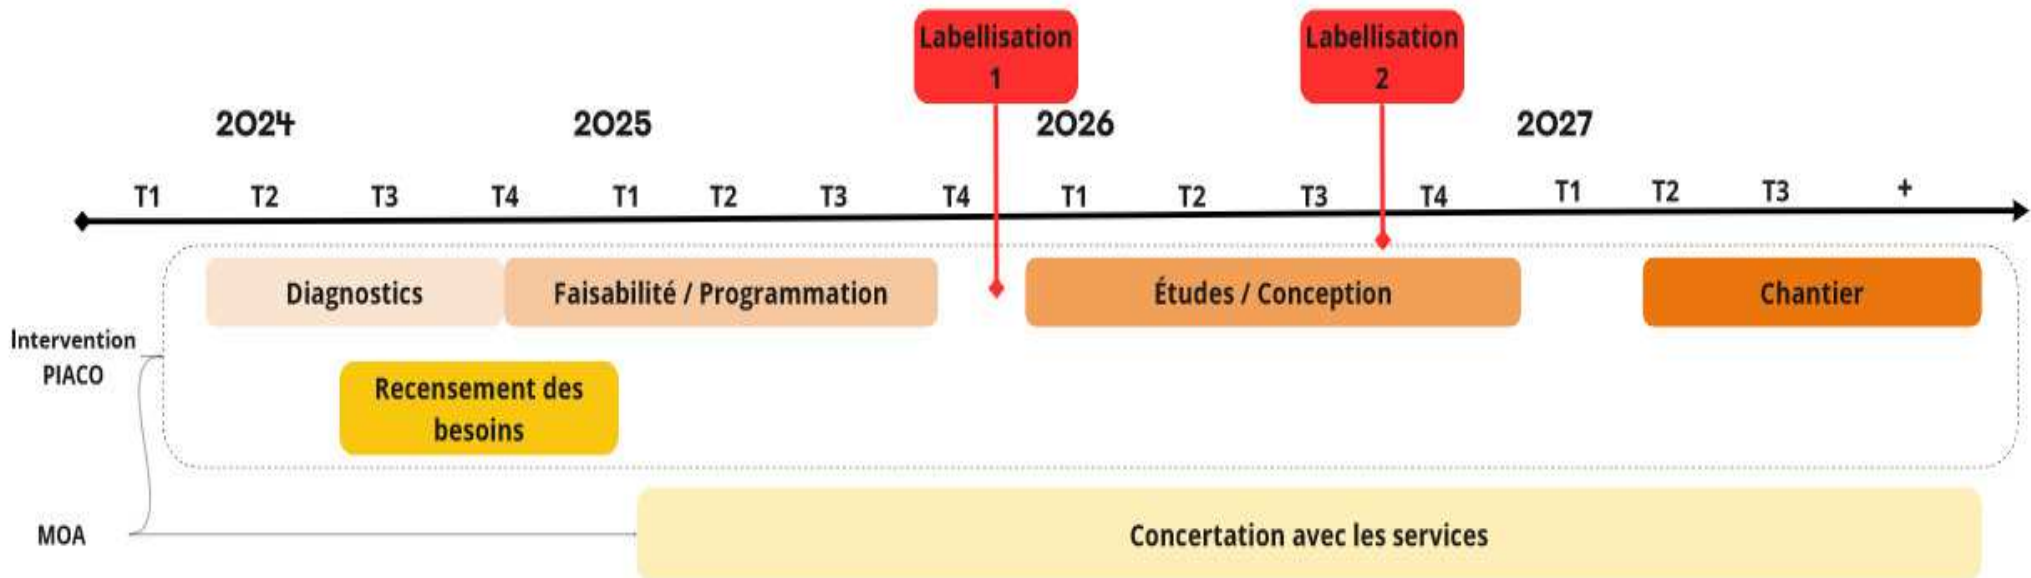 Labellisation
1
Labellisation
2
2024
2025
2026
2027
T1
T2
T3
T4
T1
T2
T3
T4
T1
T2
T3
T4
T1
T2
T3
+
Diagnostics
Faisabilité / Programmation
Études / Conception
Chantier
Intervention
PIACO
Recensement des
besoins
MOA
Concertation avec les services